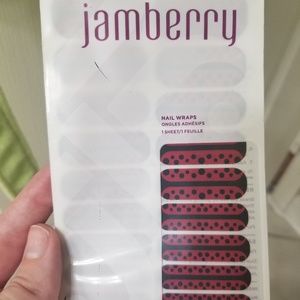 jamberry
NAIL WRAPS
ONGLES ADHÉSIFS
1 SHEET/1 FEUILLE